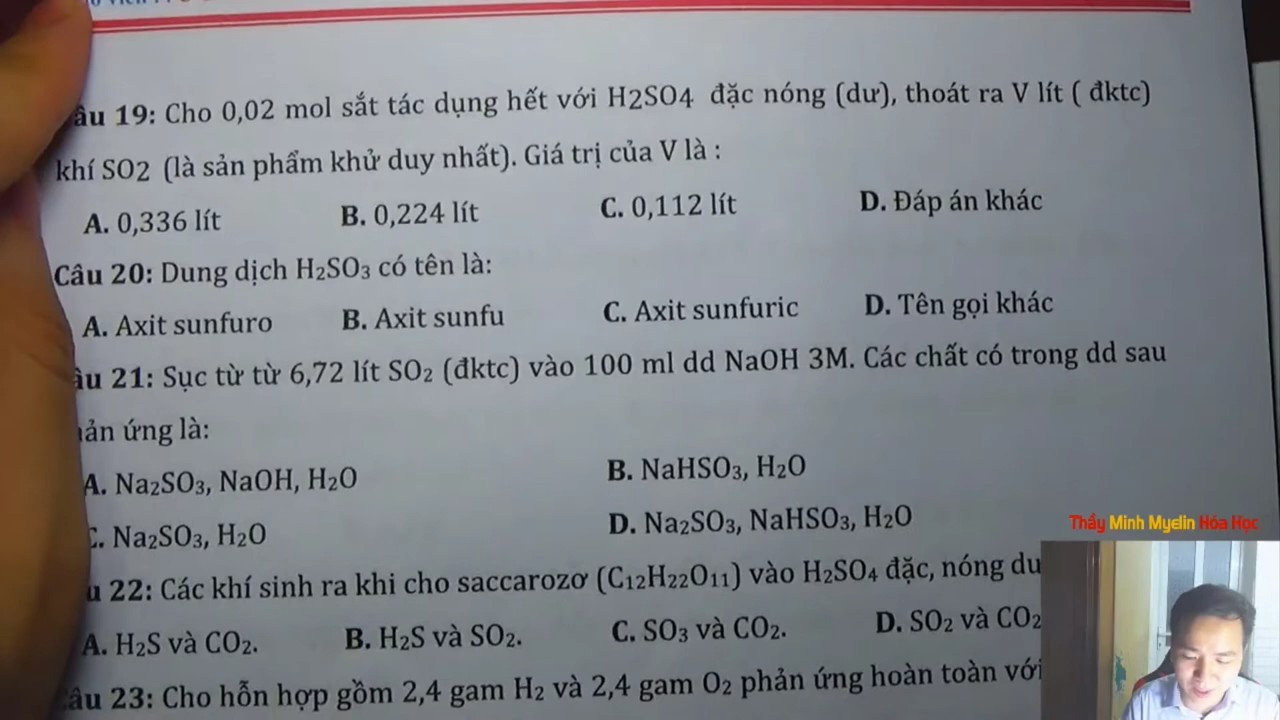 âu 19: Cho 0,02 mol sắt tác dụng hết với H2SO4 đặc nóng (dư), thoát ra V lít ( đktc)
khí SO2 (là sản phẩm khử duy nhất). Giá trị của V là :
A. 0,336 lít B. 0,224 lít C. 0,112 lít D. Đáp án khác
Câu 20: Dung dịch H₂SO₃ có tên là:
A. Axit sunfuro B. Axit sunfu C. Axit sunfuric D. Tên gọi khác
âu 21: Sục từ từ 6,72 lít SO₂ (đktc) vào 100 ml dd NaOH 3M. Các chất có trong dd sau
ản ứng là:
A. Na₂SO₃, NaOH, H₂O B. NaHSO₃, H₂O
C. Na₂SO₃, H₂O D. Na₂SO₃, NaHSO₃, H₂O
u 22: Các khí sinh ra khi cho saccarozơ (C₁₂H₂₂O₁₁) vào H₂SO₄ đặc, nóng dư
A. H₂S và CO₂. B. H₂S và SO₂. C. SO₃ và CO₂. D. SO₂ và CO₂
Câu 23: Cho hỗn hợp gồm 2,4 gam H₂ và 2,4 gam O₂ phản ứng hoàn toàn với
Thầy Minh Myelin Hóa Học